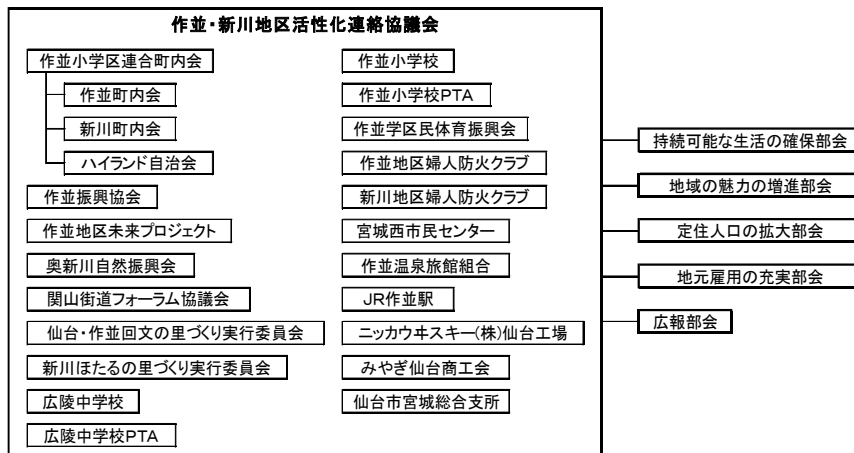 作並・新川地区活性化連絡協議会
作並小学区連合町内会
作並町内会
新川町内会
ハイランド自治会
作並振興協会
作並地区未来プロジェクト
奥新川自然振興会
関山街道フォーラム協議会
仙台・作並回文の里づくり実行委員会
新川ほたるの里づくり実行委員会
広陵中学校
広陵中学校PTA
作並小学校
作並小学校PTA
作並学区民体育振興会
作並地区婦人防火クラブ
新川地区婦人防火クラブ
宮城西市民センター
作並温泉旅館組合
JR作並駅
ニッカウヰスキー(株)仙台工場
みやぎ仙台商工会
仙台市宮城総合支所
持続可能な生活の確保部会
地域の魅力の増進部会
定住人口の拡大部会
地元雇用の充実部会
広報部会